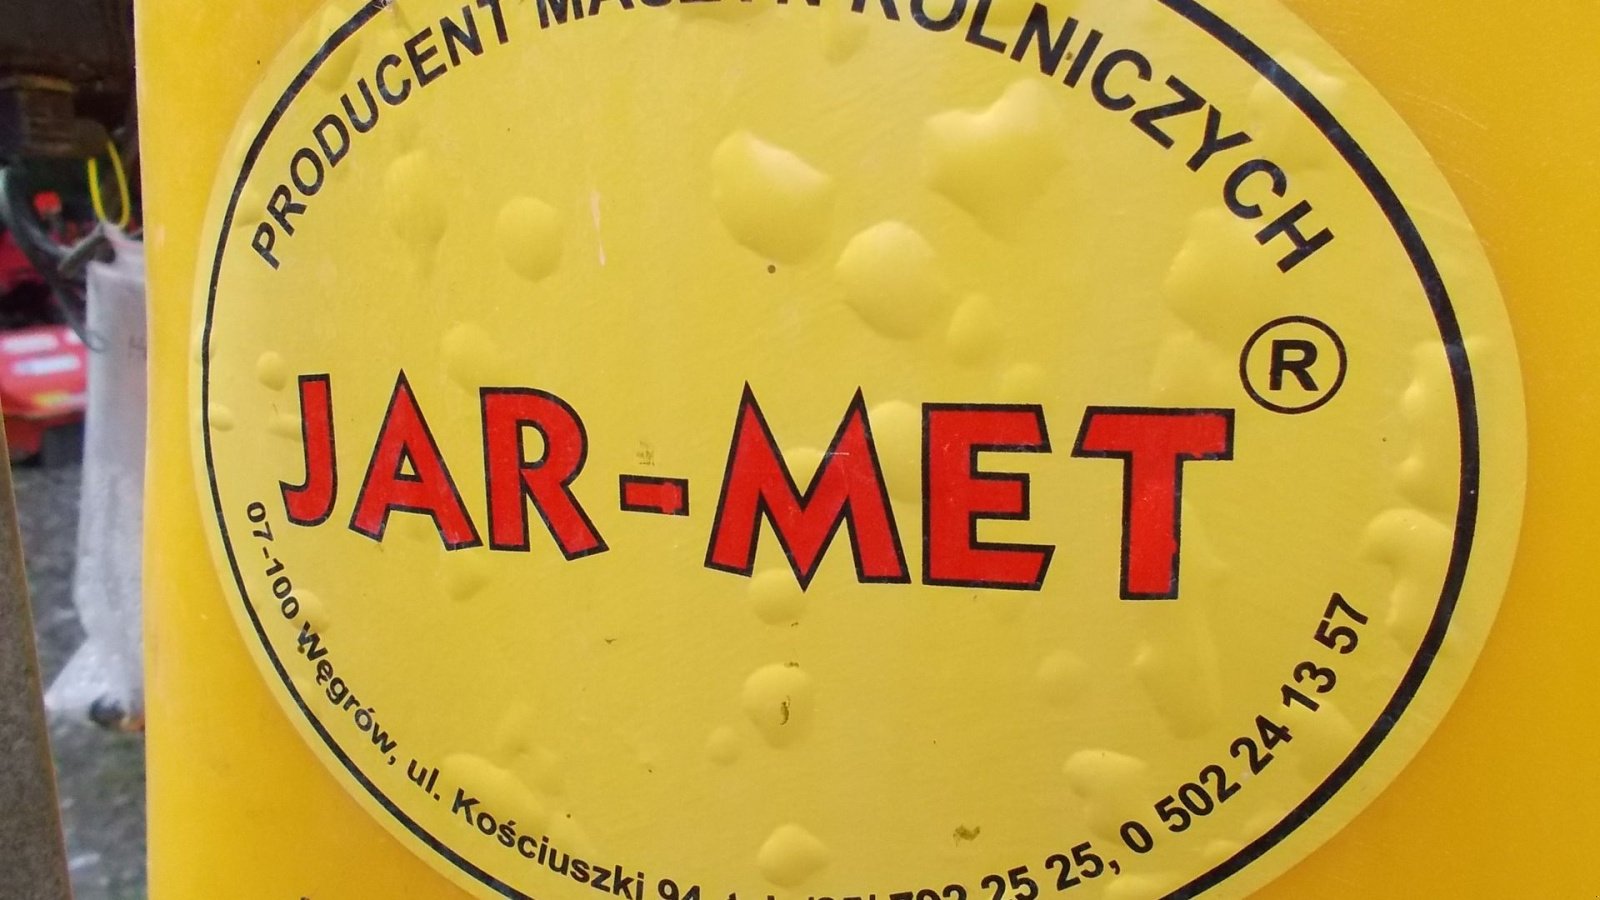 PRODUCENT MASZYN ROLNICZYCH
JAR-MET ®
07-100 Węgrów, ul. Kościuszki 94, 25 25, 0 502 24 13 57